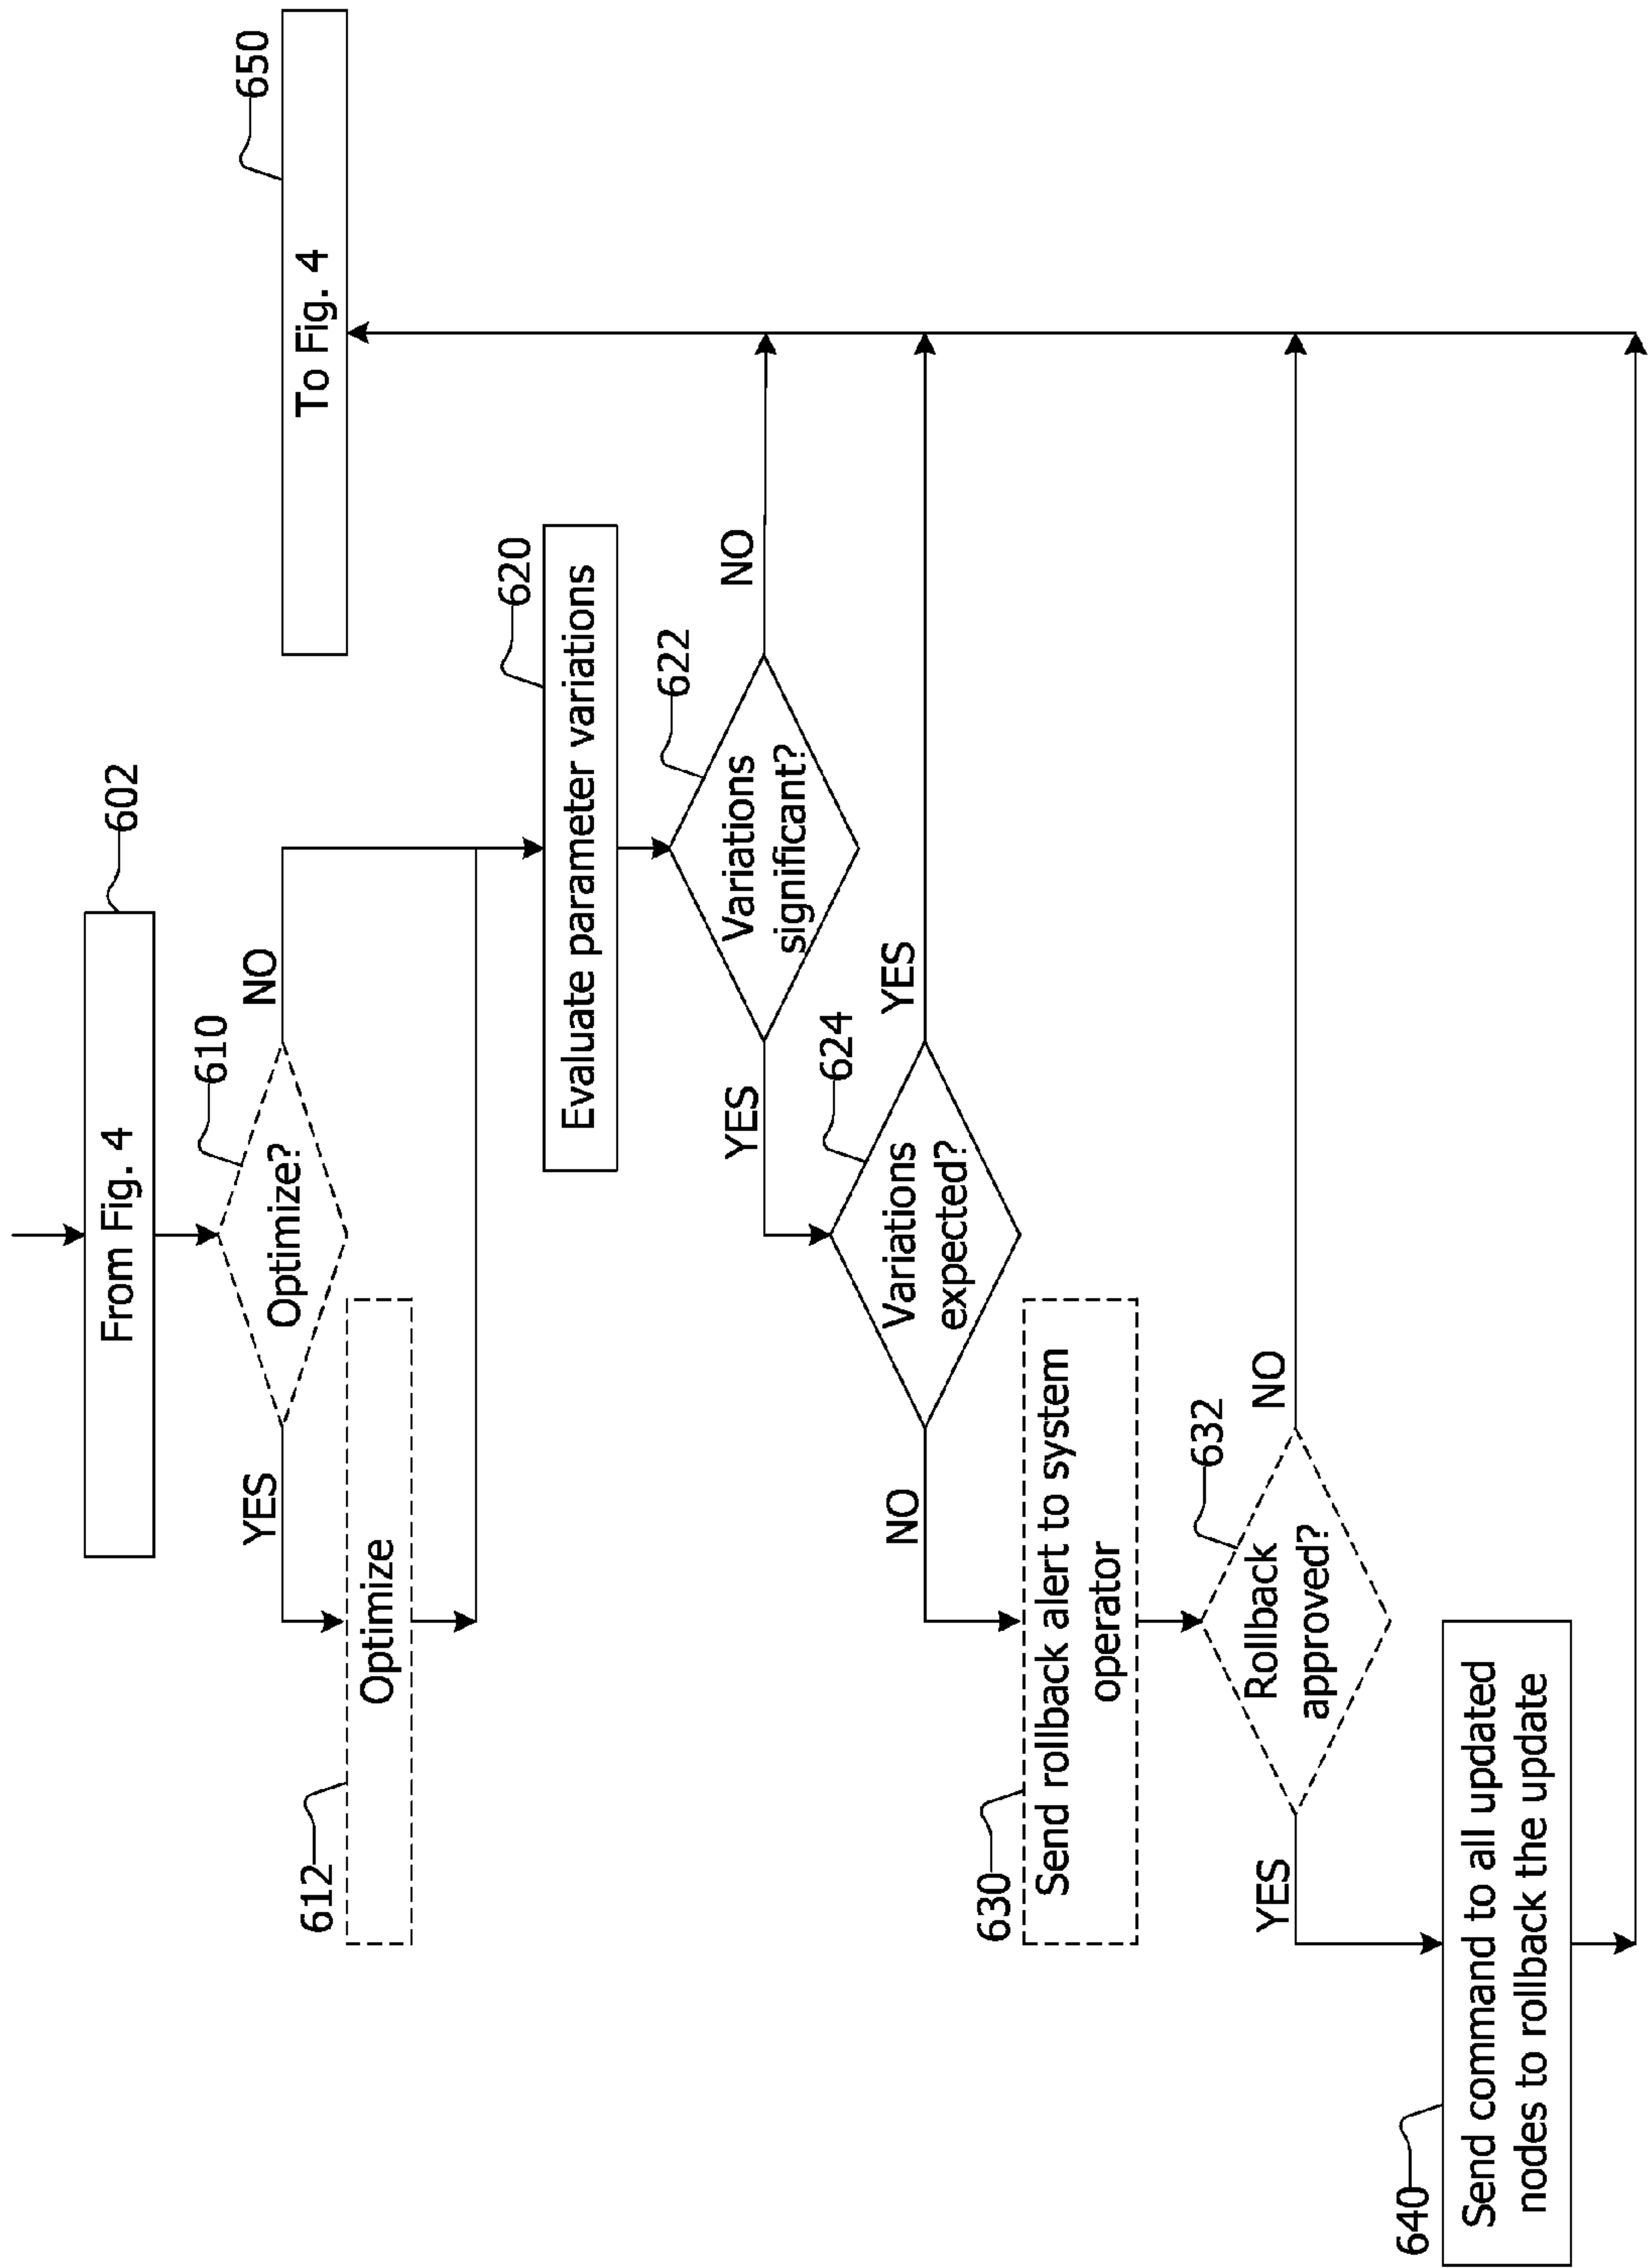 From Fig. 4
602
610
Optimize?
YES
NO
612
Optimize
650
To Fig. 4
620
Evaluate parameter variations
622
Variations
significant?
YES
NO
624
Variations
expected?
NO
YES
630
Send rollback alert to system
operator
632
Rollback
approved?
YES
NO
640
Send command to all updated
nodes to rollback the update